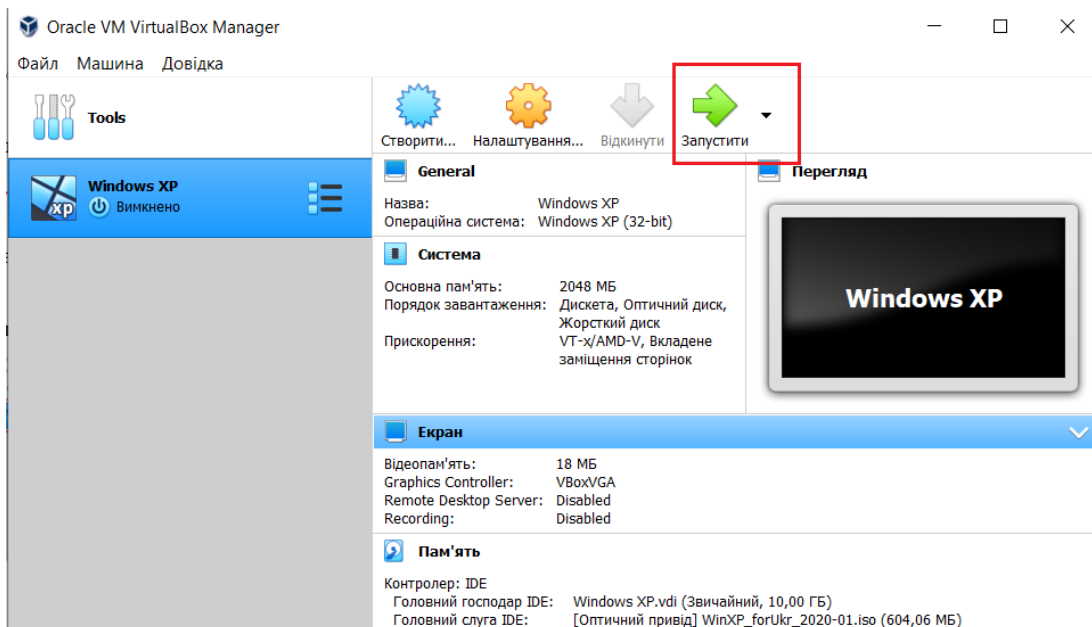 Oracle VM VirtualBox Manager
Файл Машина Довідка
Tools
Створити... Налаштування... Відкинути Запустити
Windows XP
xp Вимкнено
General
Назва: Windows XP
Операційна система: Windows XP (32-bit)
Перегляд
Windows XP
Система
Основна пам'ять: 2048 МБ
Порядок завантаження: Дискета, Оптичний диск,
Жорсткий диск
Прискорення: VT-x/AMD-V, Вкладене
заміщення сторінок
Екран
Відеопам'ять: 18 МБ
Graphics Controller: VBoxVGA
Remote Desktop Server: Disabled
Recording: Disabled
Пам'ять
Контролер: IDE
Головний господар IDE: Windows XP.vdi (Звичайний, 10,00 ГБ)
Головний слуга IDE: [Оптичний привід] WinXP_forUkr_2020-01.iso (604,06 МБ)